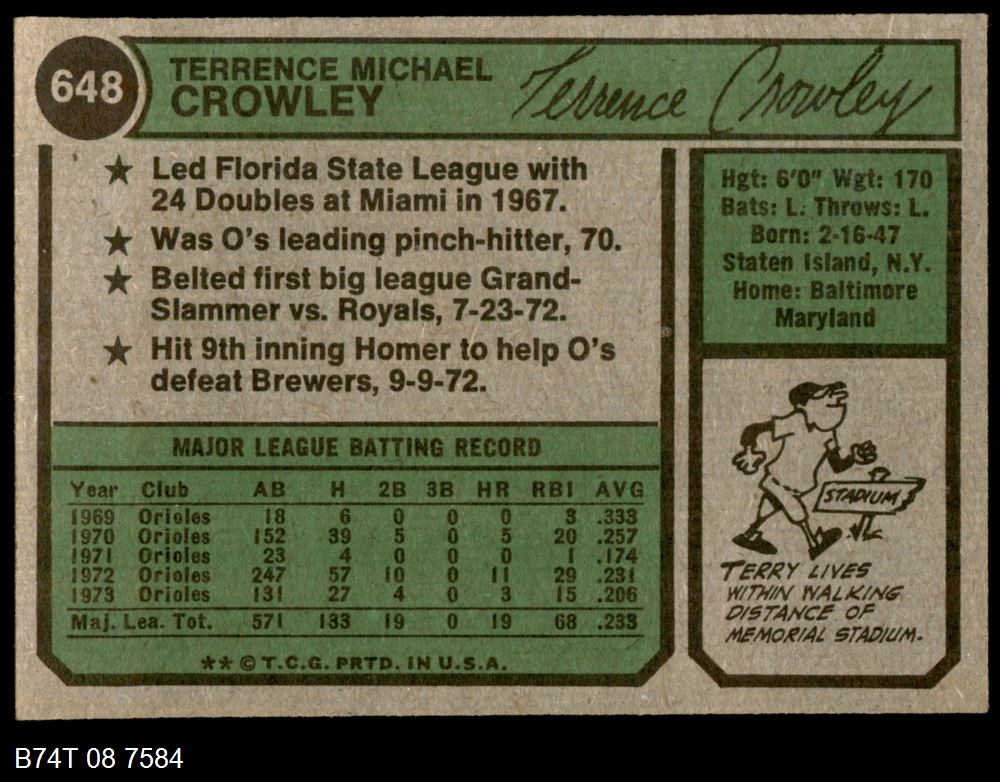 648
TERRENCE MICHAEL
CROWLEY
Terrence Crowley
★ Led Florida State League with
24 Doubles at Miami in 1967.
★ Was O's leading pinch-hitter, 70.
★ Belted first big league Grand-
Slammer vs. Royals, 7-23-72.
★ Hit 9th inning Homer to help O's
defeat Brewers, 9-9-72.
MAJOR LEAGUE BATTING RECORD
Year Club AB H 2B 3B HR RBI AVG
1969 Orioles 18 6 0 0 0 3 .333
1970 Orioles 152 39 5 0 5 20 .257
1971 Orioles 23 4 0 0 0 1 .174
1972 Orioles 247 57 10 0 11 29 .231
1973 Orioles 131 27 4 0 3 15 .206
Maj. Lea. Tot. 571 133 19 0 19 68 .233
** © T.C.G. PRTD. IN U.S.A.
Hgt: 6'0" Wgt: 170
Bats: L. Throws: L.
Born: 2-16-47
Staten Island, N.Y.
Home: Baltimore
Maryland
STADIUM
TERRY LIVES
WITHIN WALKING
DISTANCE OF
MEMORIAL STADIUM.
B74T 08 7584